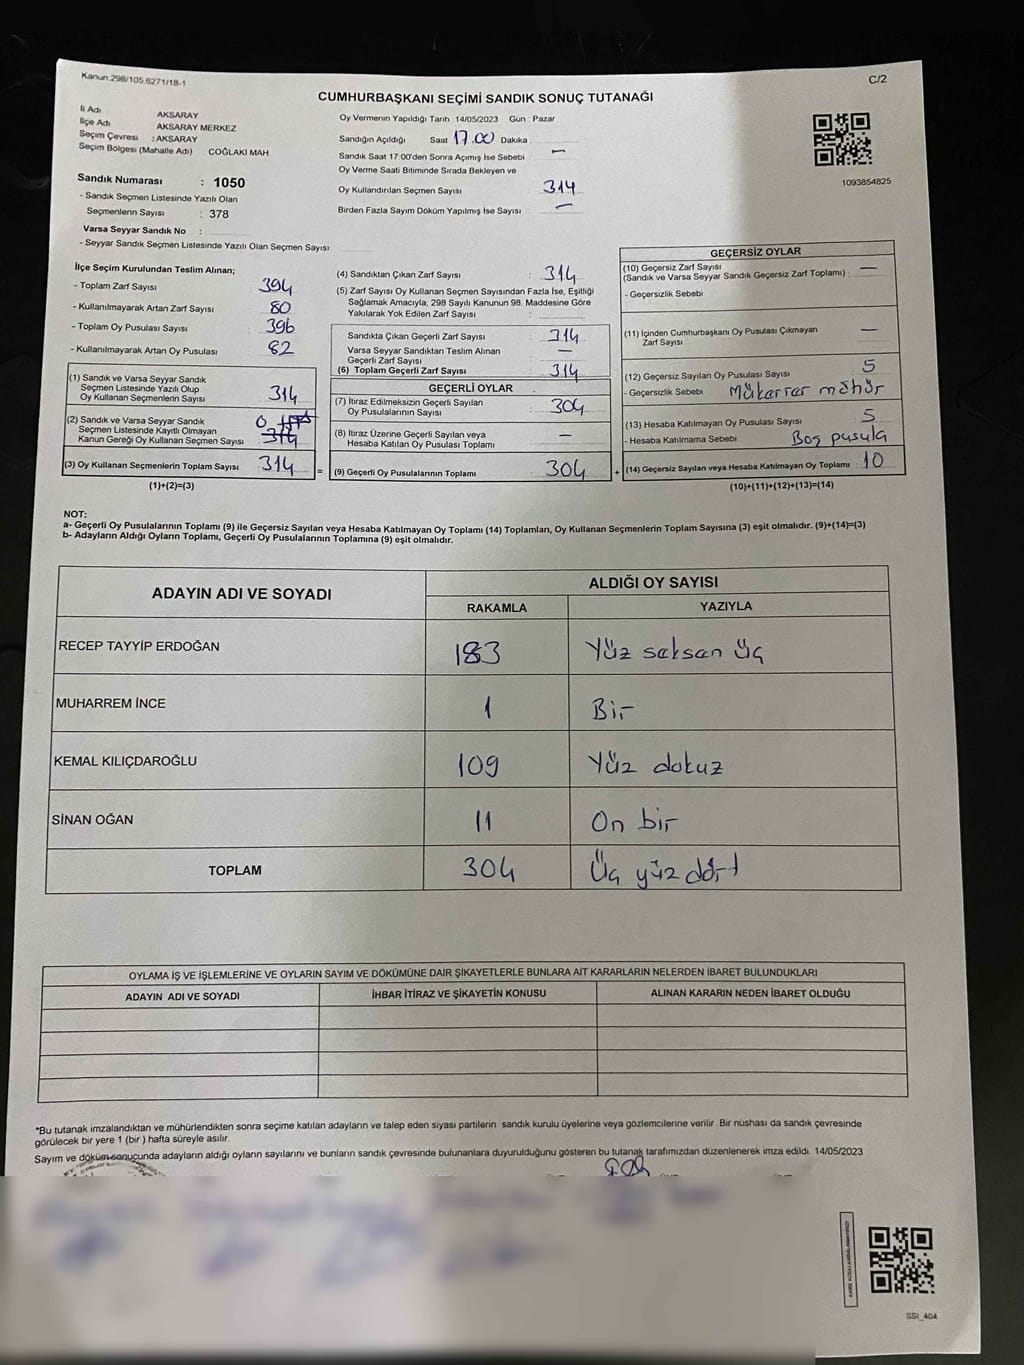 Kanun:298/105.6271/18-1
C/2
CUMHURBAŞKANI SEÇİMİ SANDIK SONUÇ TUTANAĞI
İl Adı : AKSARAY
İlçe Adı : AKSARAY MERKEZ
Seçim Çevresi : AKSARAY
Seçim Bölgesi (Mahalle Adı) COĞLAKI MAH
Sandık Numarası : 1050
- Sandık Seçmen Listesinde Yazılı Olan
Seçmenlerin Sayısı : 378
Varsa Seyyar Sandık No :
- Seyyar Sandık Seçmen Listesinde Yazılı Olan Seçmen Sayısı:
Oy Vermenin Yapıldığı Tarih 14/05/2023 Gün : Pazar
Sandığın Açıldığı Saat 17.00 Dakika
Sandık Saat 17:00'den Sonra Açımış İse Sebebi —
Oy Verme Saati Bitiminde Sırada Bekleyen ve
Oy Kullandırılan Seçmen Sayısı 314
Birden Fazla Sayım Döküm Yapılmış İse Sayısı —
1093854825
İlçe Seçim Kurulundan Teslim Alınan;
- Toplam Zarf Sayısı 394
- Kullanılmayarak Artan Zarf Sayısı 80
- Toplam Oy Pusulası Sayısı 396
- Kullanılmayarak Artan Oy Pusulası 82
(1) Sandık ve Varsa Seyyar Sandık
Seçmen Listesinde Yazılı Olup
Oy Kullanan Seçmenlerin Sayısı 314
(2) Sandık ve Varsa Seyyar Sandık
Seçmen Listesinde Kayıtlı Olmayan
Kanun Gereği Oy Kullanan Seçmen Sayısı 0 314
(3) Oy Kullanan Seçmenlerin Toplam Sayısı : 314
(1)+(2)=(3)
(4) Sandıktan Çıkan Zarf Sayısı : 314
(5) Zarf Sayısı Oy Kullanan Seçmen Sayısından Fazla İse, Eşitliği
Sağlamak Amacıyla; 298 Sayılı Kanunun 98. Maddesine Göre
Yakılarak Yok Edilen Zarf Sayısı :
Sandıkta Çıkan Geçerli Zarf Sayısı : 314
Varsa Seyyar Sandıktan Teslim Alınan
Geçerli Zarf Sayısı : —
(6) Toplam Geçerli Zarf Sayısı : 314
GEÇERLİ OYLAR
(7) İtiraz Edilmeksizin Geçerli Sayılan
Oy Pusulalarının Sayısı : 304
(8) İtiraz Üzerine Geçerli Sayılan veya
Hesaba Katılan Oy Pusulası Toplamı : —
= (9) Geçerli Oy Pusulalarının Toplamı : 304
GEÇERSİZ OYLAR
(10) Geçersiz Zarf Sayısı
(Sandık ve Varsa Seyyar Sandık Geçersiz Zarf Toplamı) : —
- Geçersizlik Sebebi
(11) İçinden Cumhurbaşkanı Oy Pusulası Çıkmayan
Zarf Sayısı —
(12) Geçersiz Sayılan Oy Pusulası Sayısı 5
- Geçersizlik Sebebi Mükerrer mühür
(13) Hesaba Katılmayan Oy Pusulası Sayısı 5
- Hesaba Katılmama Sebebi Boş pusula
+ (14) Geçersiz Sayılan veya Hesaba Katılmayan Oy Toplamı : 10
(10)+(11)+(12)+(13)=(14)
NOT:
a- Geçerli Oy Pusulalarının Toplamı (9) ile Geçersiz Sayılan veya Hesaba Katılmayan Oy Toplamı (14) Toplamları, Oy Kullanan Seçmenlerin Toplam Sayısına (3) eşit olmalıdır. (9)+(14)=(3)
b- Adayların Aldığı Oyların Toplamı, Geçerli Oy Pusulalarının Toplamına (9) eşit olmalıdır.
ADAYIN ADI VE SOYADI ALDIĞI OY SAYISI
RAKAMLA YAZIYLA
RECEP TAYYİP ERDOĞAN 183 Yüz seksen üç
MUHARREM İNCE 1 Bir
KEMAL KILIÇDAROĞLU 109 Yüz dokuz
SİNAN OĞAN 11 On bir
TOPLAM 304 Üç yüz dört
OYLAMA İŞ VE İŞLEMLERİNE VE OYLARIN SAYIM VE DÖKÜMÜNE DAİR ŞİKAYETLERLE BUNLARA AİT KARARLARIN NELERDEN İBARET BULUNDUKLARI
ADAYIN ADI VE SOYADI İHBAR İTİRAZ VE ŞİKAYETİN KONUSU ALINAN KARARIN NEDEN İBARET OLDUĞU
*Bu tutanak imzalandıktan ve mühürlendikten sonra seçime katılan adayların ve talep eden siyasi partilerin sandık kurulu üyelerine veya gözlemcilerine verilir. Bir nüshası da sandık çevresinde
görülecek bir yere 1 (bir ) hafta süreyle asılır.
Sayım ve döküm sonucunda adayların aldığı oyların sayılarını ve bunların sandık çevresinde bulunanlara duyurulduğunu gösteren bu tutanak tarafımızdan düzenlenerek imza edildi. 14/05/2023
SSI_404